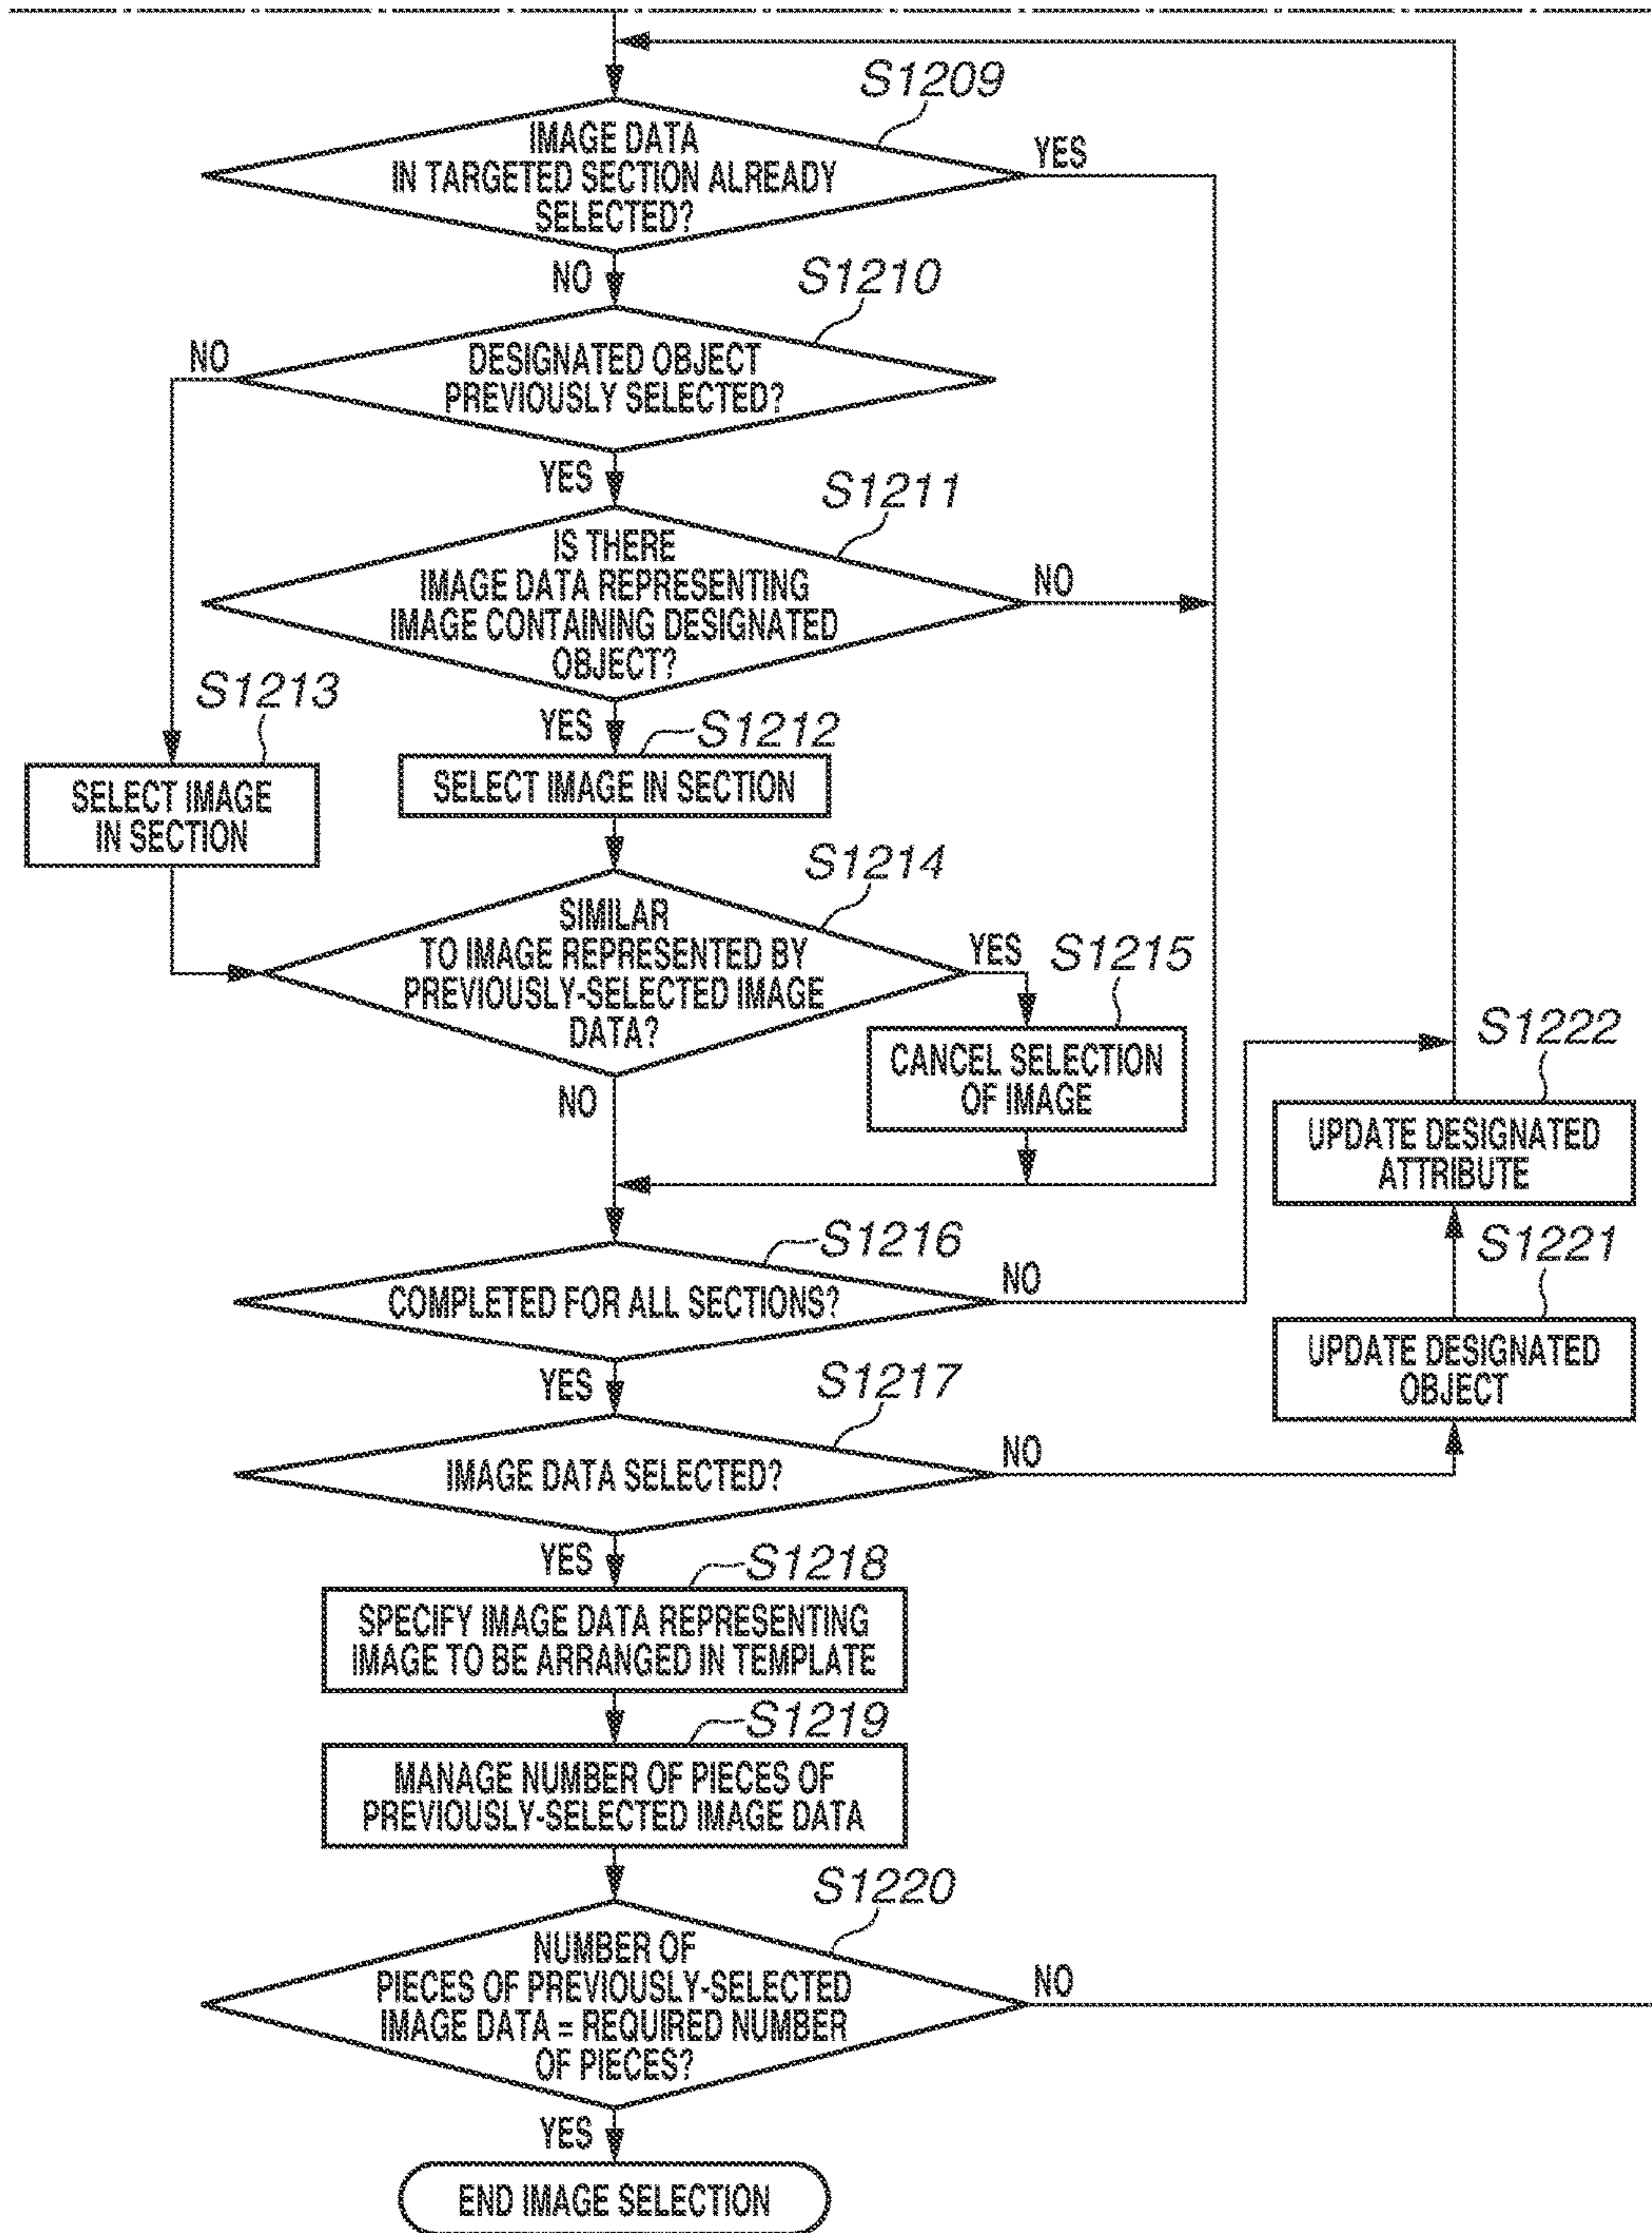 S1209
IMAGE DATA
IN TARGETED SECTION ALREADY
SELECTED?
YES
NO
S1210
DESIGNATED OBJECT
PREVIOUSLY SELECTED?
NO
YES
S1211
IS THERE
IMAGE DATA REPRESENTING
IMAGE CONTAINING DESIGNATED
OBJECT?
NO
YES
S1213
SELECT IMAGE
IN SECTION
S1212
SELECT IMAGE IN SECTION
S1214
SIMILAR
TO IMAGE REPRESENTED BY
PREVIOUSLY-SELECTED IMAGE
DATA?
YES
NO
S1215
CANCEL SELECTION
OF IMAGE
S1222
UPDATE DESIGNATED
ATTRIBUTE
S1221
UPDATE DESIGNATED
OBJECT
S1216
COMPLETED FOR ALL SECTIONS?
NO
YES
S1217
IMAGE DATA SELECTED?
NO
YES
S1218
SPECIFY IMAGE DATA REPRESENTING
IMAGE TO BE ARRANGED IN TEMPLATE
S1219
MANAGE NUMBER OF PIECES OF
PREVIOUSLY-SELECTED IMAGE DATA
S1220
NUMBER OF
PIECES OF PREVIOUSLY-SELECTED
IMAGE DATA = REQUIRED NUMBER
OF PIECES?
NO
YES
END IMAGE SELECTION